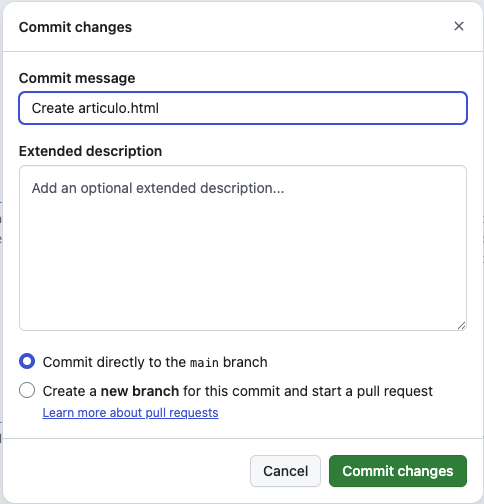 Commit changes
Commit message
Create articulo.html
Extended description
Add an optional extended description...
Commit directly to the main branch
Create a new branch for this commit and start a pull request
Learn more about pull requests
Cancel
Commit changes